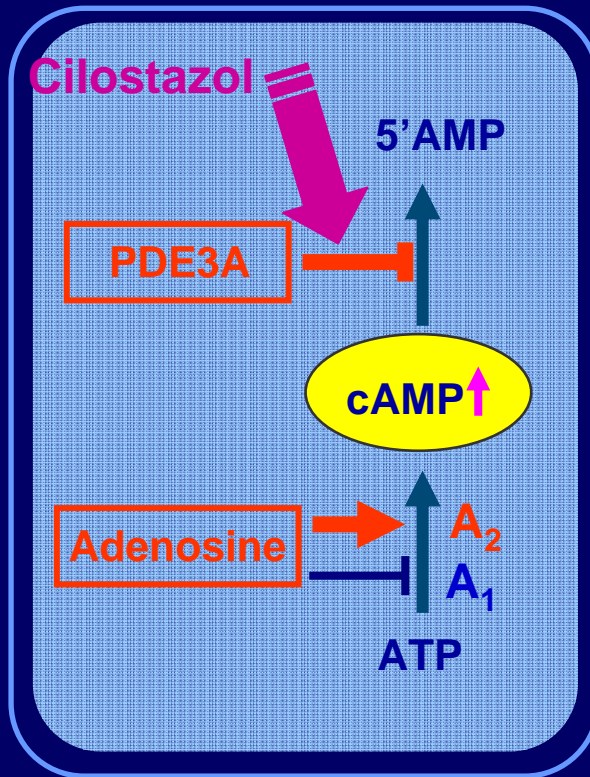 Cilostazol
5’AMP
PDE3A
cAMP
Adenosine
A₂
A₁
ATP